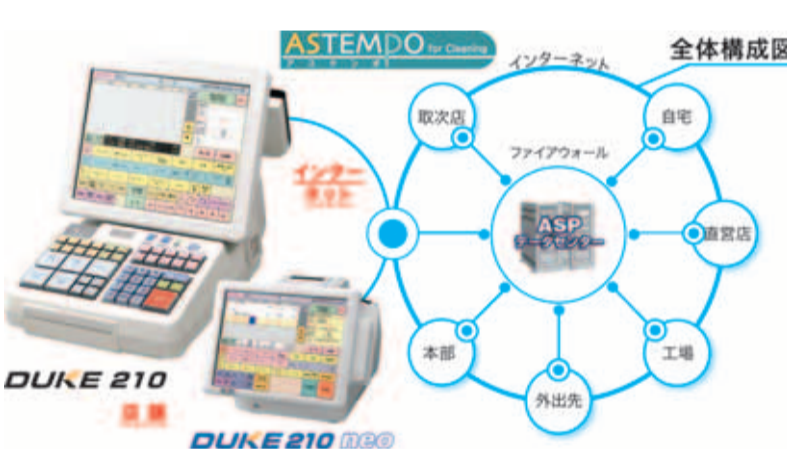 ASTEMDO for Cleaning
アステンポ
全体構成図
インターネット
取次店
自宅
ファイアウォール
インター
ネット
ASP
データセンター
直営店
本部
工場
外出先
DUKE 210
店舗
DUKE 210 neo